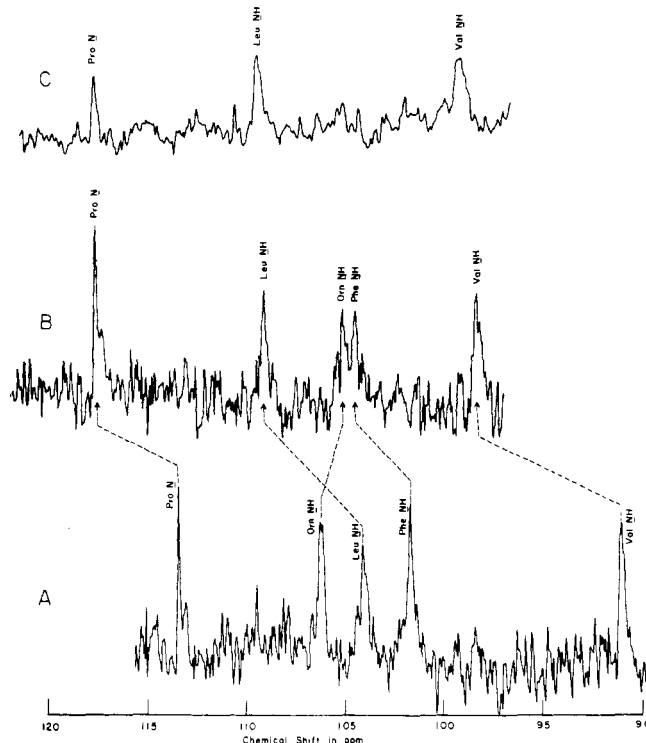 C
Pro N
Leu NH
Val NH
B
Pro N
Leu NH
Orn NH
Phe NH
Val NH
A
Pro N
Orn NH
Leu NH
Phe NH
Val NH
120 115 110 105 100 95 90
Chemical Shift in ppm